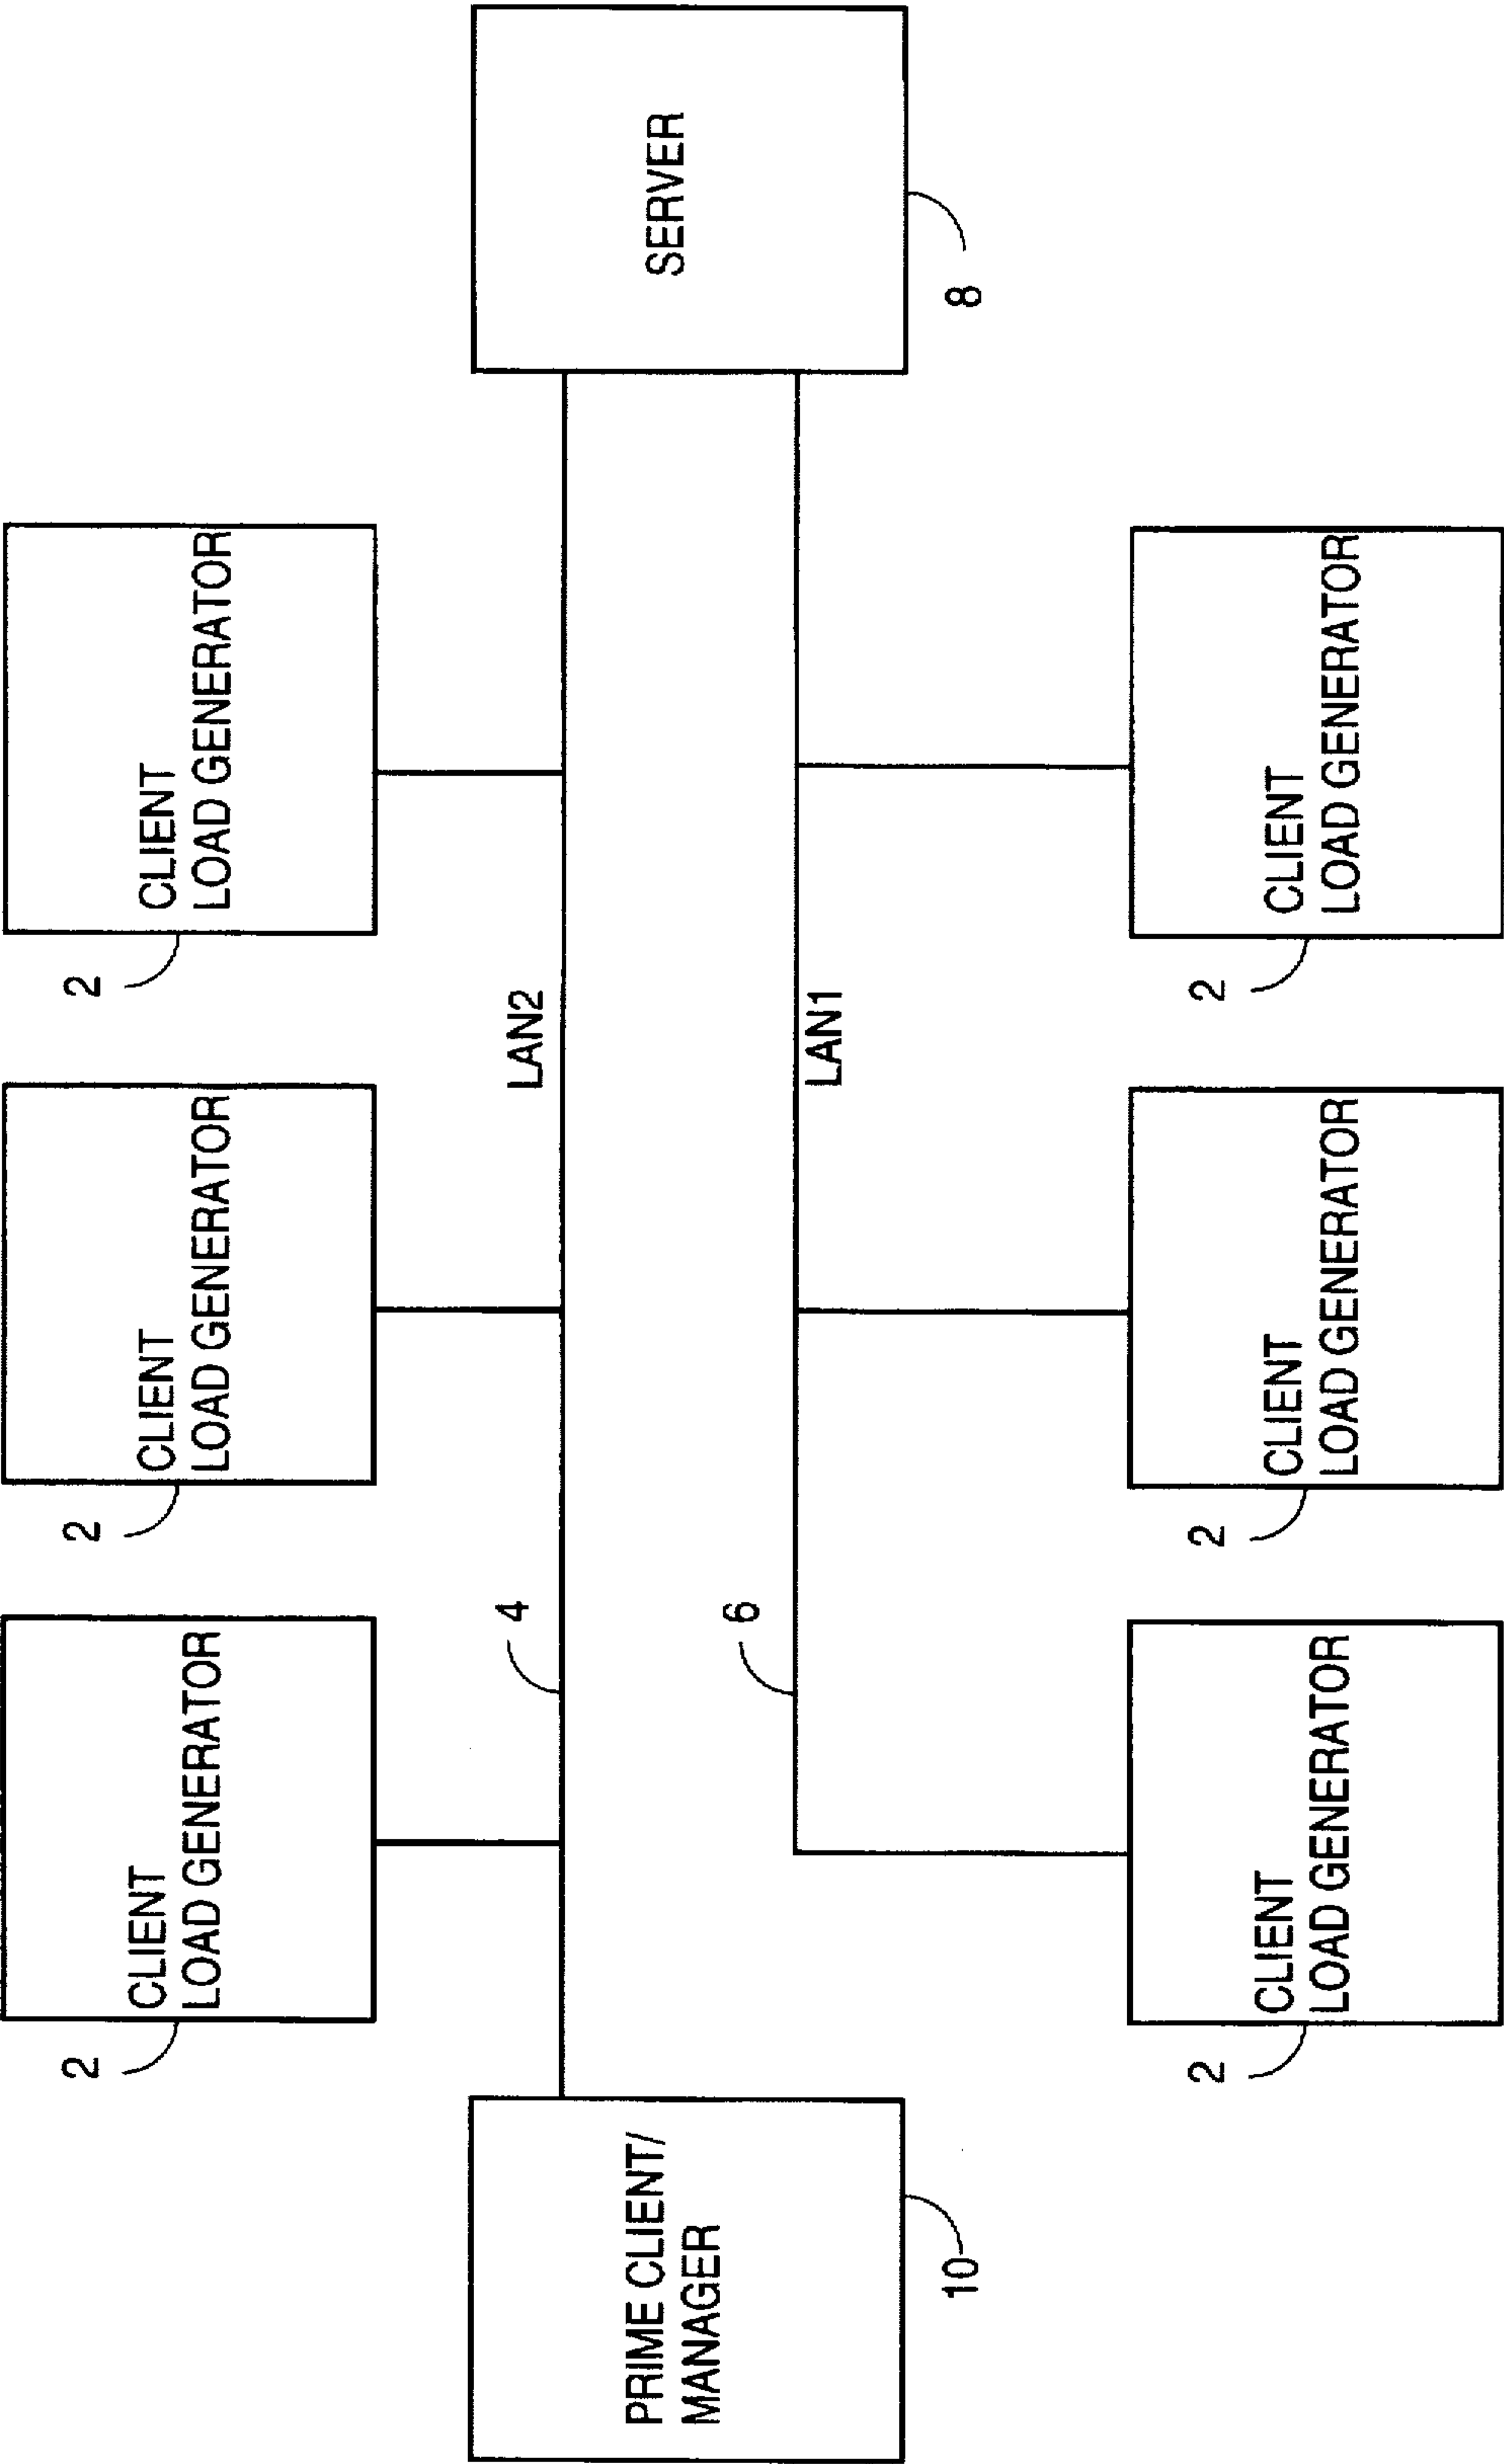 2
CLIENT
LOAD GENERATOR
2
CLIENT
LOAD GENERATOR
2
CLIENT
LOAD GENERATOR
4
LAN2
PRIME CLIENT/
MANAGER
SERVER
6
LAN1
10
8
2
CLIENT
LOAD GENERATOR
2
CLIENT
LOAD GENERATOR
2
CLIENT
LOAD GENERATOR